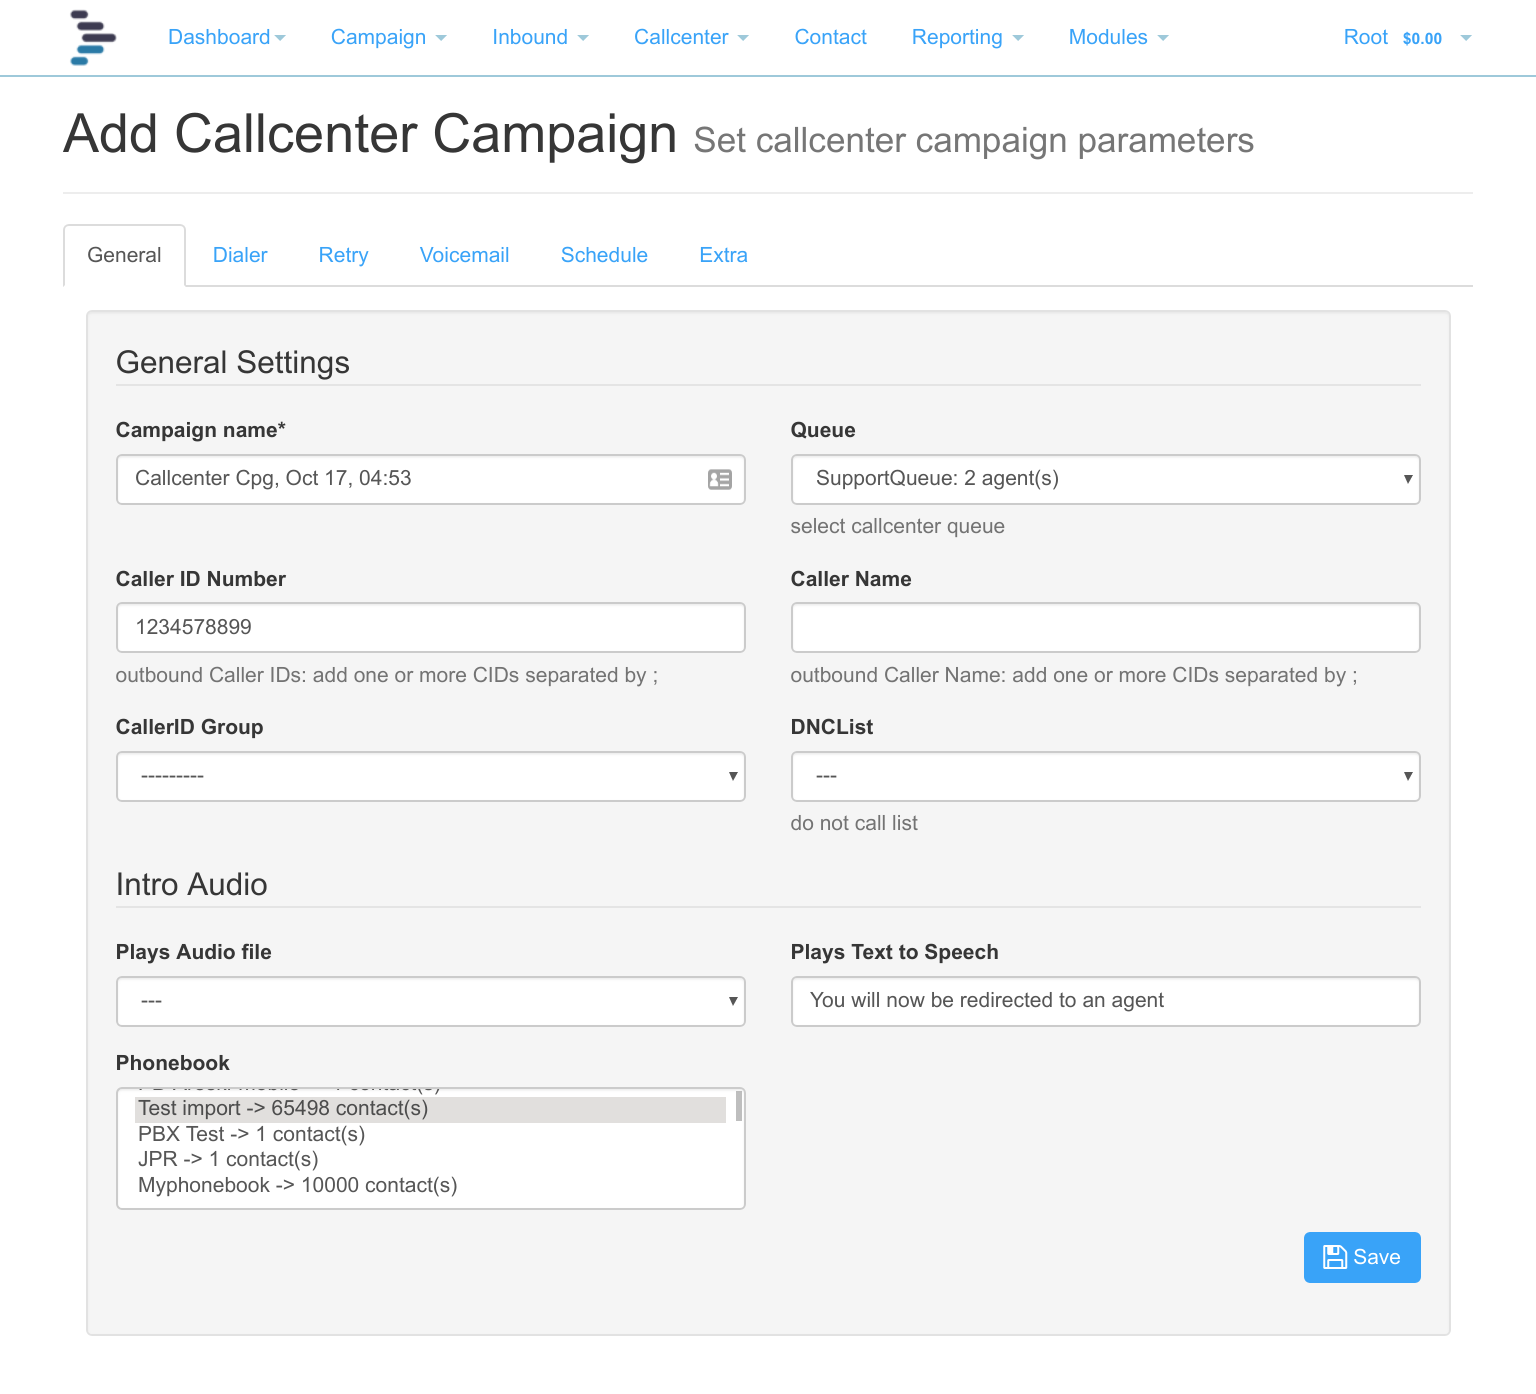 Dashboard Campaign Inbound Callcenter Contact Reporting Modules Root $0.00
Add Callcenter Campaign Set callcenter campaign parameters
General Dialer Retry Voicemail Schedule Extra
General Settings
Campaign name* Queue
Callcenter Cpg, Oct 17, 04:53 SupportQueue: 2 agent(s)
select callcenter queue
Caller ID Number Caller Name
1234578899
outbound Caller IDs: add one or more CIDs separated by ; outbound Caller Name: add one or more CIDs separated by ;
CallerID Group DNCList
--------- ---
do not call list
Intro Audio
Plays Audio file Plays Text to Speech
--- You will now be redirected to an agent
Phonebook
Test import -> 65498 contact(s)
PBX Test -> 1 contact(s)
JPR -> 1 contact(s)
Myphonebook -> 10000 contact(s)
Save